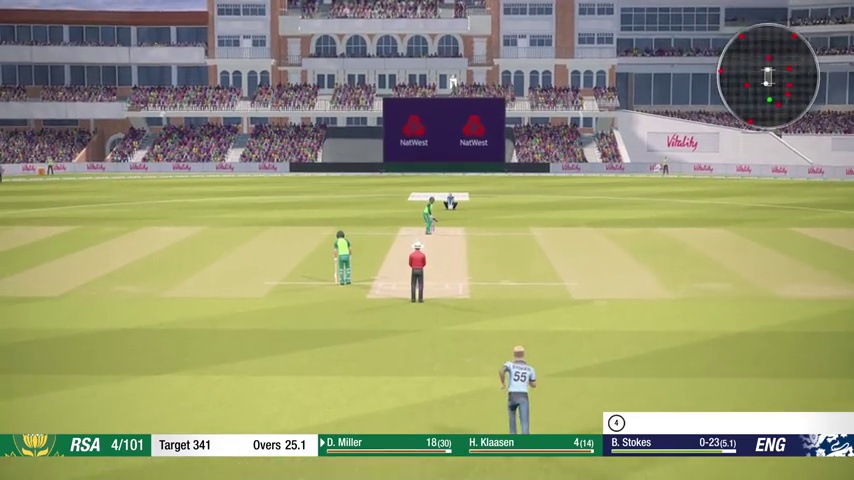 NatWest NatWest
Vitality
STOKES
55
4
RSA 4/101 Target 341 Overs 25.1 D. Miller 18(30) H. Klaasen 4(14) B. Stokes 0-23(5.1) ENG